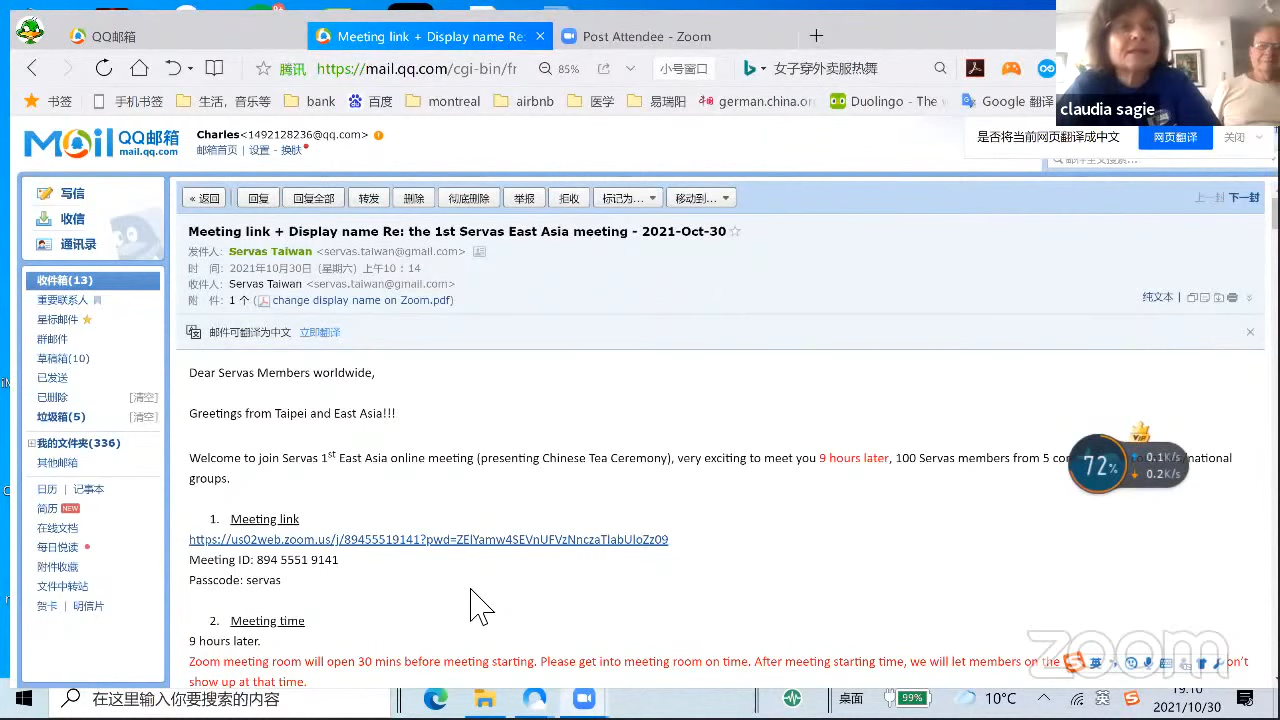 QQ邮箱
Meeting link + Display name Re:
Post Attendee - Zoom
腾讯 https://mail.qq.com/cgi-bin/fr
85%
小号窗口
女子穿外卖服热舞
书签 手机书签 生活，音乐等 bank 百度 montreal airbnb 医学 易瑞阳 german.china.or Duolingo - The Google 翻译
claudia sagie
Mail QQ邮箱
mail.qq.com
Charles<1492128236@qq.com>
邮箱首页 | 设置 - 换肤
是否将当前网页翻译成中文 网页翻译 关闭
写信
收信
通讯录
« 返回 回复 回复全部 转发 删除 彻底删除 举报 拒收 标记为... 移动到...
上一封 下一封
Meeting link + Display name Re: the 1st Servas East Asia meeting - 2021-Oct-30
发件人： Servas Taiwan <servas.taiwan@gmail.com>
时 间： 2021年10月30日（星期六）上午10：14
收件人： Servas Taiwan <servas.taiwan@gmail.com>
附 件： 1 个 ( change display name on Zoom.pdf)
纯文本 |
邮件可翻译为中文 立即翻译
收件箱(13)
重要联系人
星标邮件
群邮件
草稿箱(10)
已发送
已删除 [清空]
垃圾箱(5) [清空]
我的文件夹(336)
其他邮箱
日历 | 记事本
简历 NEW
在线文档
每日悦读
附件收藏
文件中转站
贺卡 | 明信片
Dear Servas Members worldwide,
Greetings from Taipei and East Asia!!!
Welcome to join Servas 1st East Asia online meeting (presenting Chinese Tea Ceremony), very exciting to meet you 9 hours later, 100 Servas members from 5 national
groups.
1. Meeting link
https://us02web.zoom.us/j/89455519141?pwd=ZElYamw4SEVnUFVzNnczaTlabUloZz09
Meeting ID: 894 5551 9141
Passcode: servas
2. Meeting time
9 hours later.
Zoom meeting room will open 30 mins before meeting starting. Please get into meeting room on time. After meeting starting time, we will let members on the
show up at that time.
VIP
72%
0.1K/s
0.2K/s
zoom
英
在这里输入你要搜索的内容
桌面
99%
10°C
英
19:10
2021/10/30